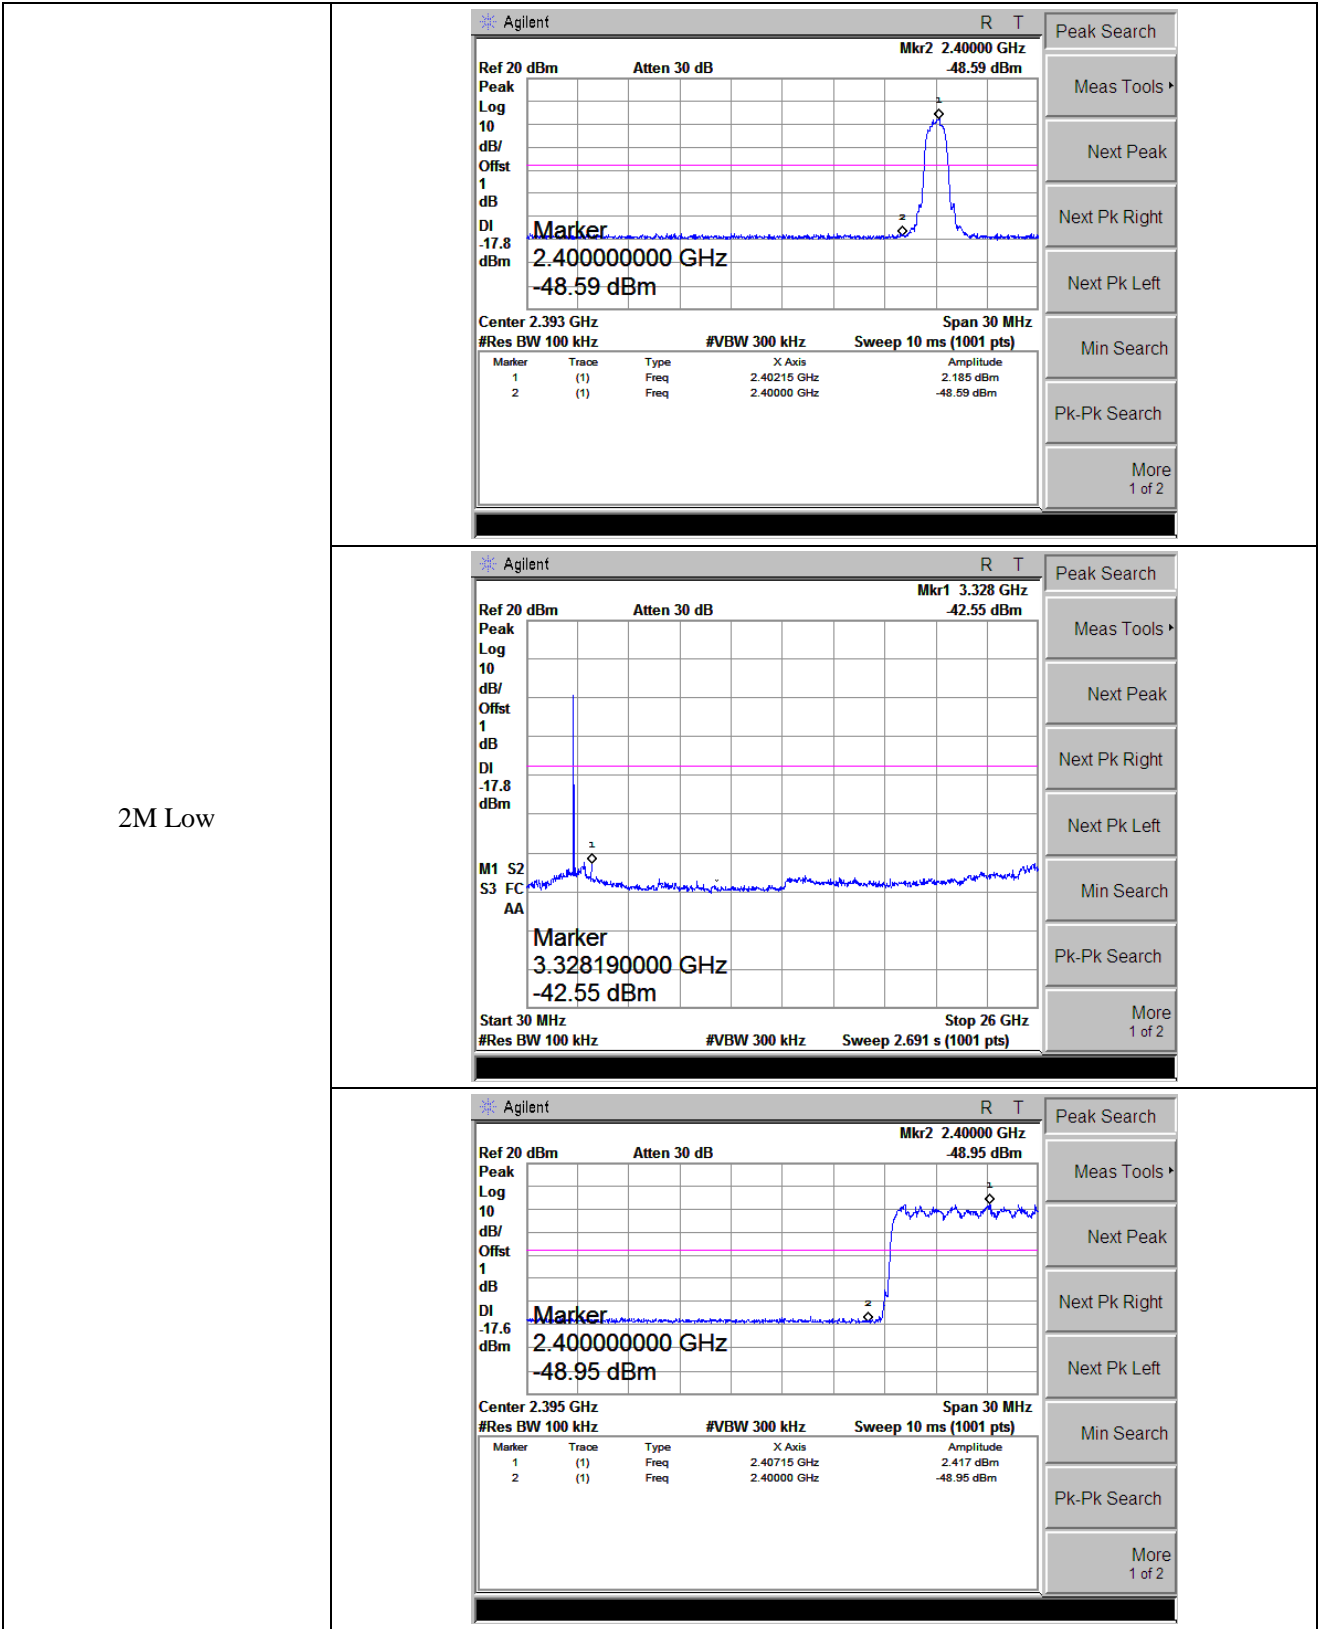 2M Low
Agilent R T
Mkr2 2.40000 GHz
Ref 20 dBm Atten 30 dB -48.59 dBm
Peak
Log
10
dB/
Offst
1
dB
DI
-17.8
dBm
1
2
Marker
2.400000000 GHz
-48.59 dBm
Center 2.393 GHz Span 30 MHz
#Res BW 100 kHz #VBW 300 kHz Sweep 10 ms (1001 pts)
Marker Trace Type X Axis Amplitude
1 (1) Freq 2.40215 GHz 2.185 dBm
2 (1) Freq 2.40000 GHz -48.59 dBm
Peak Search
Meas Tools
Next Peak
Next Pk Right
Next Pk Left
Min Search
Pk-Pk Search
More
1 of 2
Agilent R T
Mkr1 3.328 GHz
Ref 20 dBm Atten 30 dB -42.55 dBm
Peak
Log
10
dB/
Offst
1
dB
DI
-17.8
dBm
1
M1 S2
S3 FC
AA
Marker
3.328190000 GHz
-42.55 dBm
Start 30 MHz Stop 26 GHz
#Res BW 100 kHz #VBW 300 kHz Sweep 2.691 s (1001 pts)
Peak Search
Meas Tools
Next Peak
Next Pk Right
Next Pk Left
Min Search
Pk-Pk Search
More
1 of 2
Agilent R T
Mkr2 2.40000 GHz
Ref 20 dBm Atten 30 dB -48.95 dBm
Peak
Log
10
dB/
Offst
1
dB
DI
-17.6
dBm
1
2
Marker
2.400000000 GHz
-48.95 dBm
Center 2.395 GHz Span 30 MHz
#Res BW 100 kHz #VBW 300 kHz Sweep 10 ms (1001 pts)
Marker Trace Type X Axis Amplitude
1 (1) Freq 2.40715 GHz 2.417 dBm
2 (1) Freq 2.40000 GHz -48.95 dBm
Peak Search
Meas Tools
Next Peak
Next Pk Right
Next Pk Left
Min Search
Pk-Pk Search
More
1 of 2